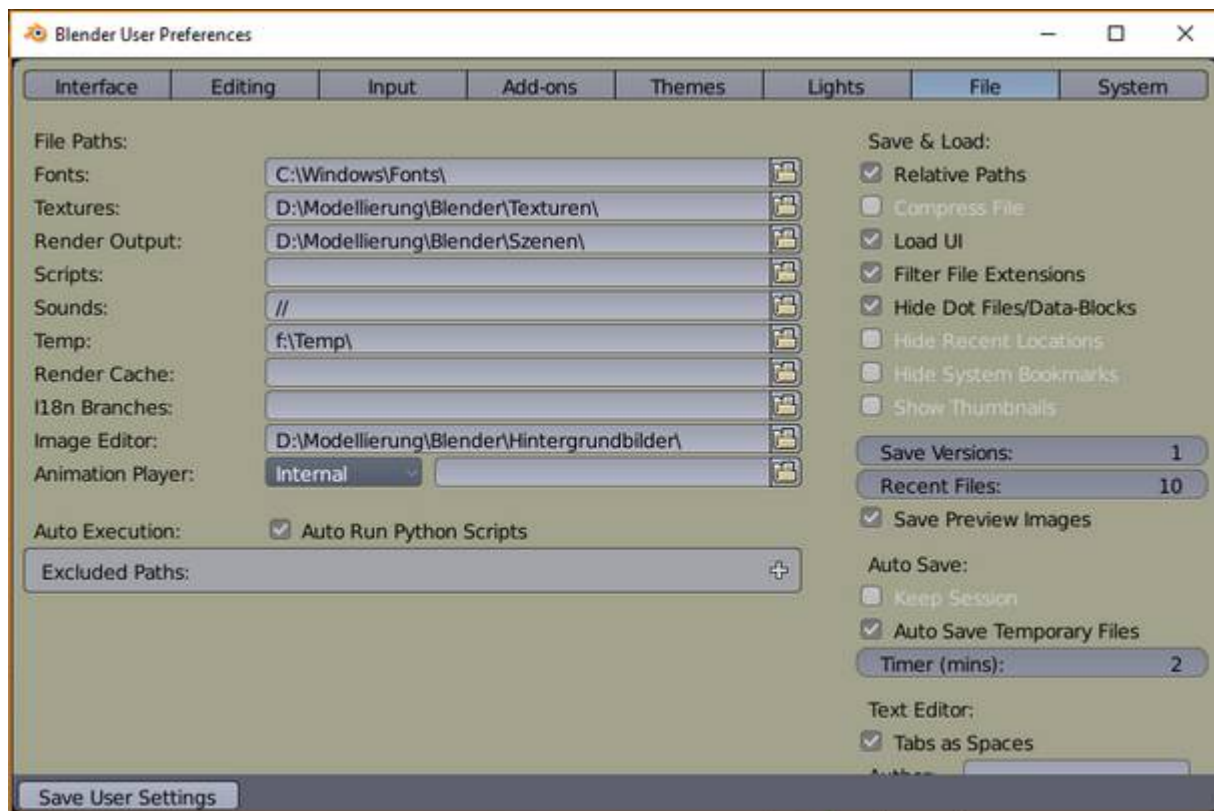 Blender User Preferences
Interface Editing Input Add-ons Themes Lights File System
File Paths:
Fonts: C:\Windows\Fonts\
Textures: D:\Modellierung\Blender\Texturen\
Render Output: D:\Modellierung\Blender\Szenen\
Scripts:
Sounds: //
Temp: f:\Temp\
Render Cache:
I18n Branches:
Image Editor: D:\Modellierung\Blender\Hintergrundbilder\
Animation Player: Internal
Auto Execution: Auto Run Python Scripts
Excluded Paths:
Save & Load:
Relative Paths
Compress File
Load UI
Filter File Extensions
Hide Dot Files/Data-Blocks
Hide Recent Locations
Hide System Bookmarks
Show Thumbnails
Save Versions: 1
Recent Files: 10
Save Preview Images
Auto Save:
Keep Session
Auto Save Temporary Files
Timer (mins): 2
Text Editor:
Tabs as Spaces
Save User Settings